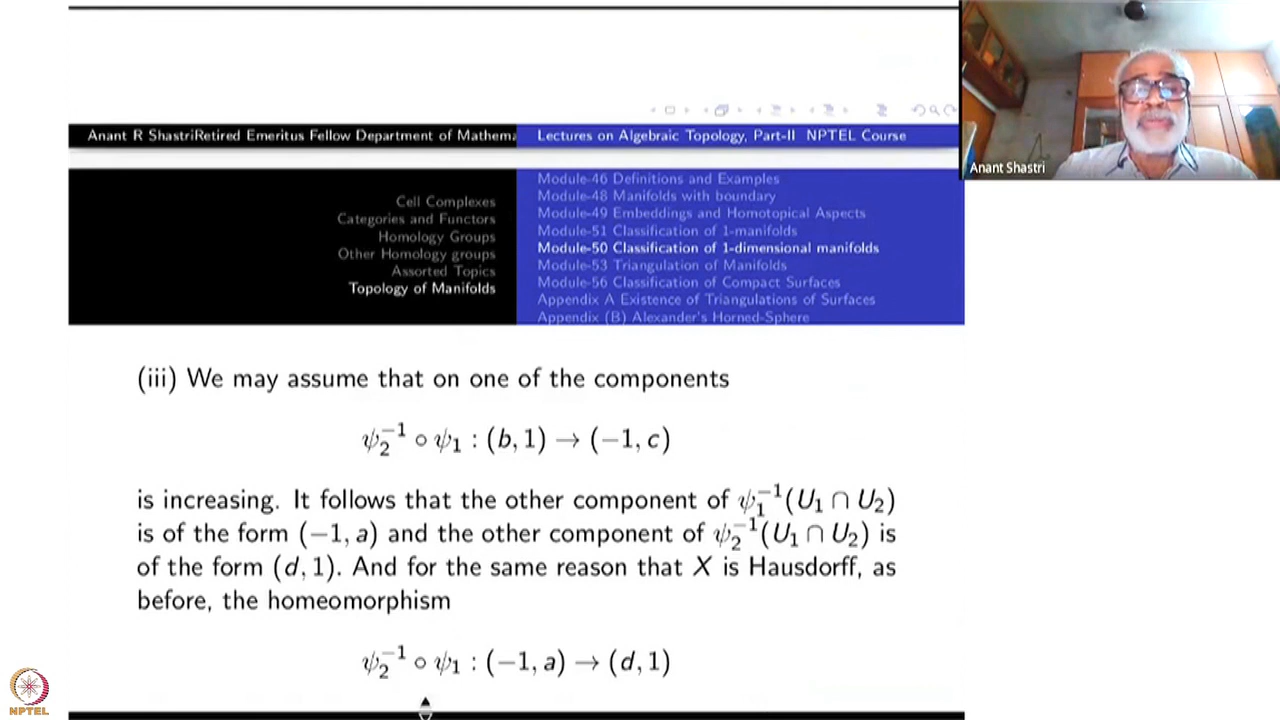 Anant R ShastriRetired Emeritus Fellow Department of Mathema
Lectures on Algebraic Topology, Part-II NPTEL Course
Cell Complexes
Categories and Functors
Homology Groups
Other Homology groups
Assorted Topics
Topology of Manifolds
Module-46 Definitions and Examples
Module-48 Manifolds with boundary
Module-49 Embeddings and Homotopical Aspects
Module-51 Classification of 1-manifolds
Module-50 Classification of 1-dimensional manifolds
Module-53 Triangulation of Manifolds
Module-56 Classification of Compact Surfaces
Appendix A Existence of Triangulations of Surfaces
Appendix (B) Alexander's Horned-Sphere
(iii) We may assume that on one of the components
ψ₂⁻¹ ∘ ψ₁ : (b, 1) → (−1, c)
is increasing. It follows that the other component of ψ₁⁻¹(U₁ ∩ U₂)
is of the form (−1, a) and the other component of ψ₂⁻¹(U₁ ∩ U₂) is
of the form (d, 1). And for the same reason that X is Hausdorff, as
before, the homeomorphism
ψ₂⁻¹ ∘ ψ₁ : (−1, a) → (d, 1)
Anant Shastri
NPTEL